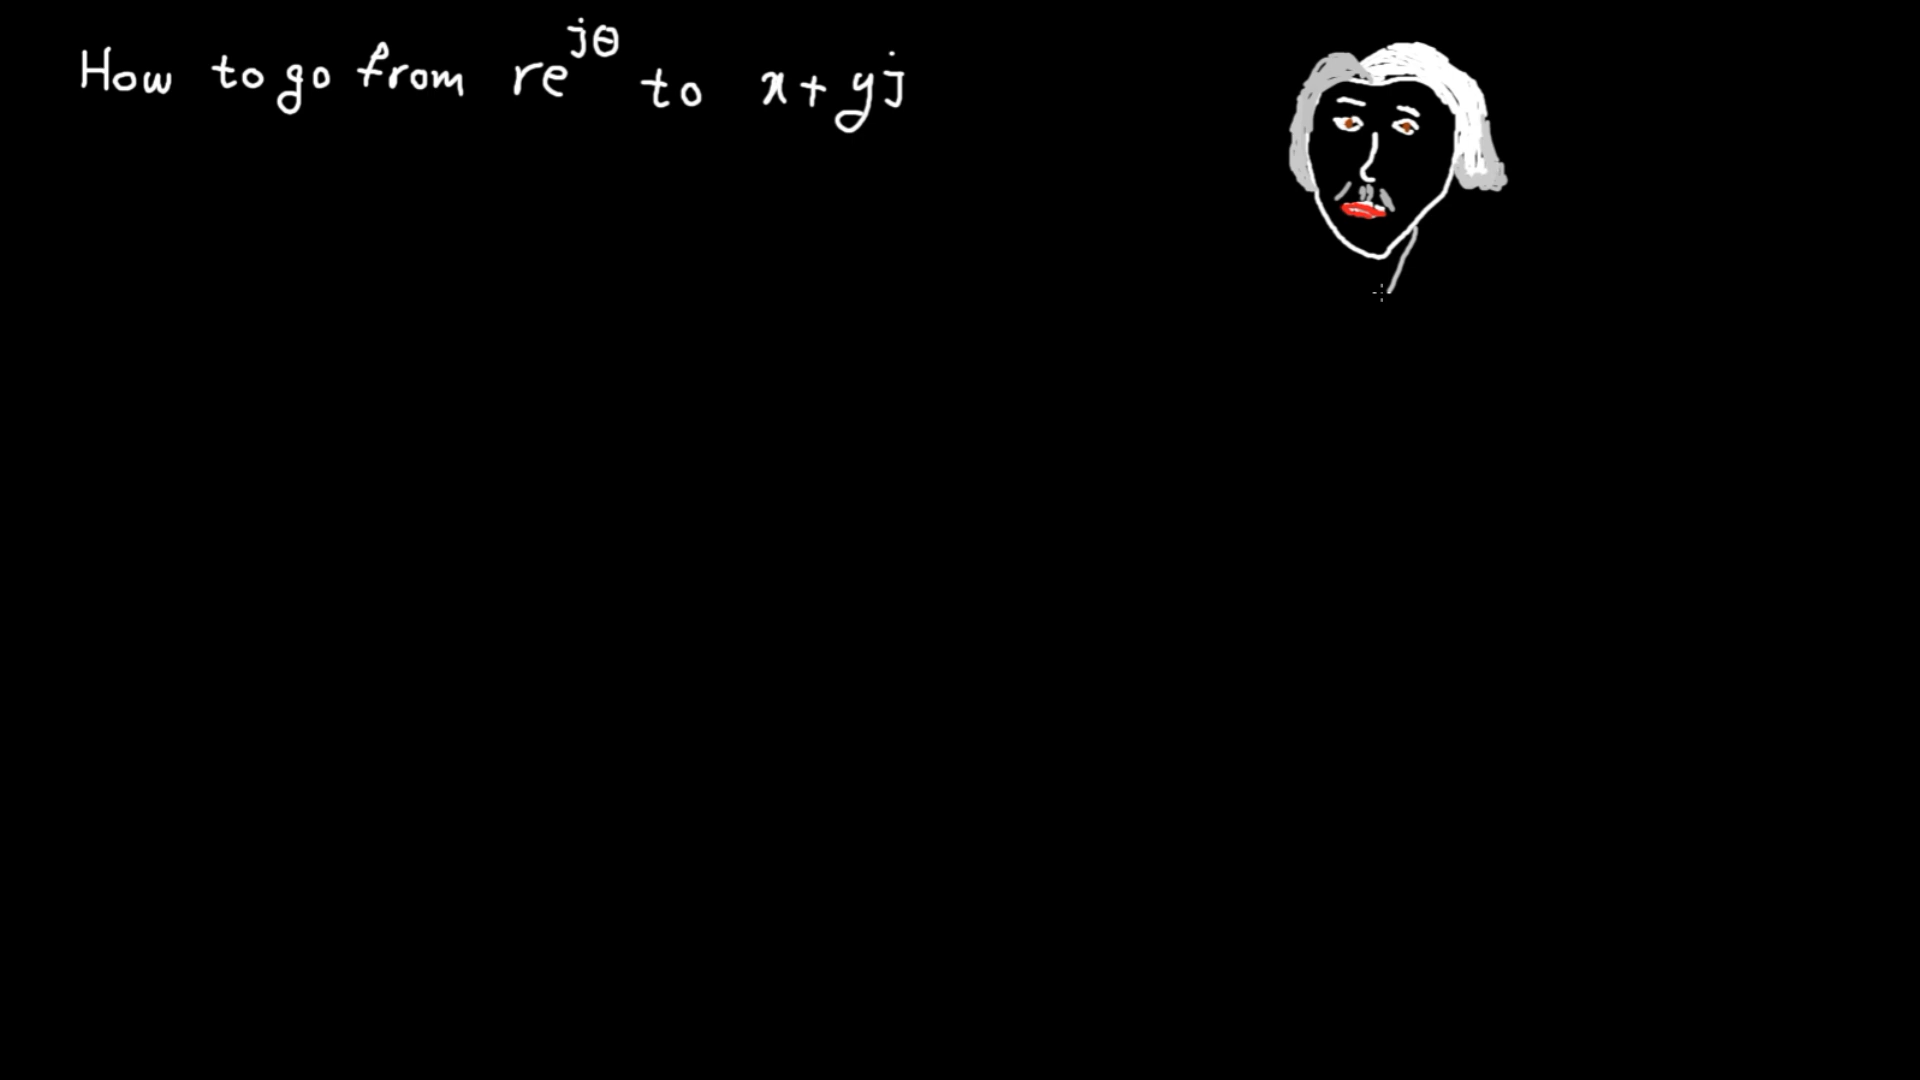 How to go from re^{jθ} to x + yj